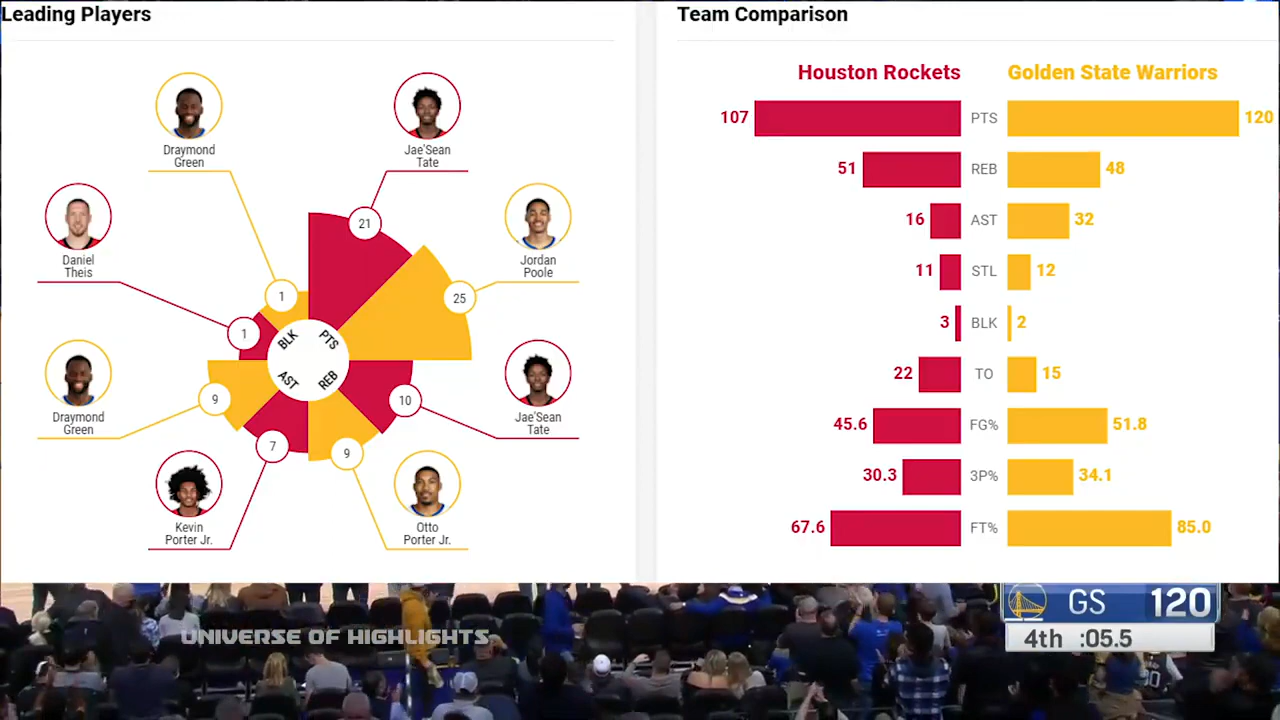 Leading Players
Draymond
Green
Jae'Sean
Tate
Daniel
Theis
Jordan
Poole
21
25
1
1
BLK
PTS
AST
REB
9
10
7
9
Draymond
Green
Jae'Sean
Tate
Kevin
Porter Jr.
Otto
Porter Jr.
Team Comparison
Houston Rockets Golden State Warriors
107 PTS 120
51 REB 48
16 AST 32
11 STL 12
3 BLK 2
22 TO 15
45.6 FG% 51.8
30.3 3P% 34.1
67.6 FT% 85.0
UNIVERSE OF HIGHLIGHTS
GS 120
4th :05.5